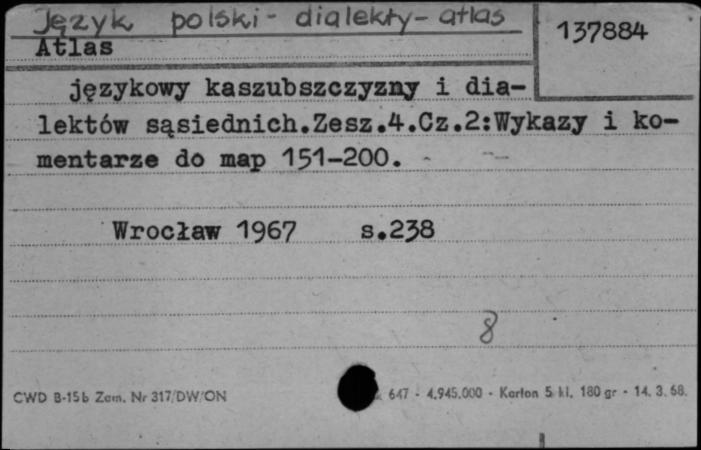 Język polski - dialekty - atlas
137884
Atlas
językowy kaszubszczyzny i dia-
lektów sąsiednich.Zesz.4.Cz.2:Wykazy i ko-
mentarze do map 151-200.
Wrocław 1967 s.238
8
CWD B-15b Zam. Nr 317/DW/ON 647 - 4.945.000 - Karton 5 kl. 180 gr - 14. 3. 68.